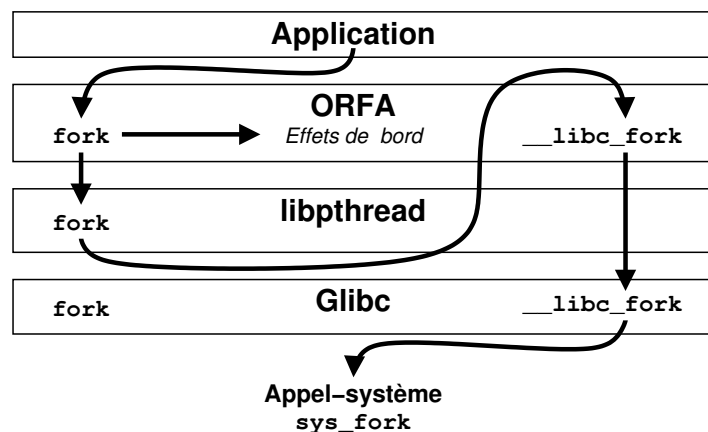 Application
ORFA
fork Effets de bord __libc_fork
libpthread
fork
Glibc
fork __libc_fork
Appel-système
sys_fork